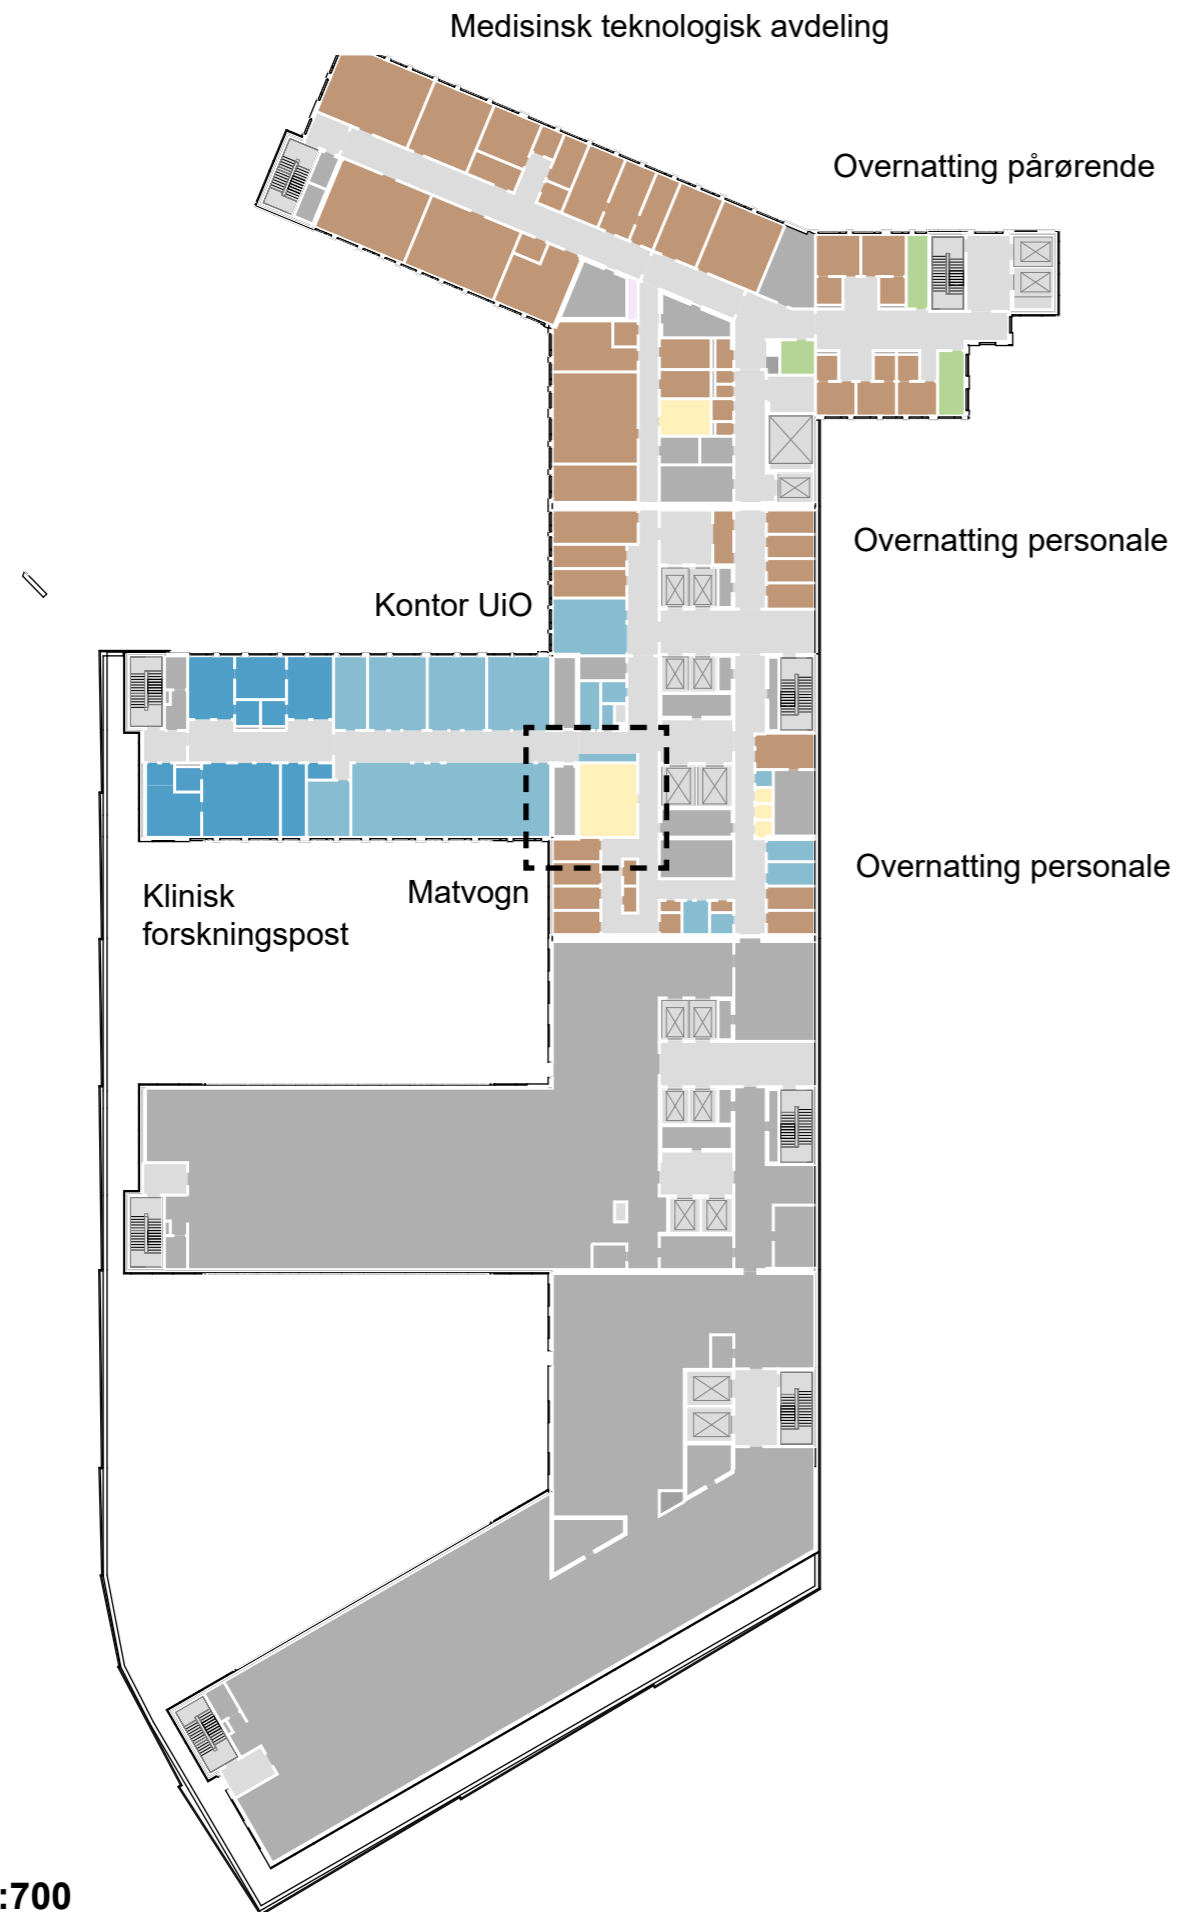 Medisinsk teknologisk avdeling
Overnatting pårørende
Overnatting personale
Kontor UiO
Overnatting personale
Klinisk
forskningspost
Matvogn
:700